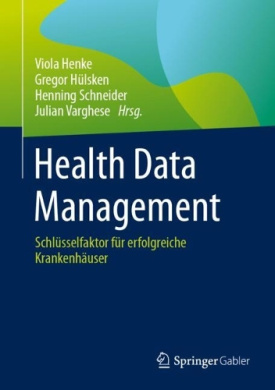 Viola Henke
Gregor Hülsken
Henning Schneider
Julian Varghese Hrsg.
Health Data
Management
Schlüsselfaktor für erfolgreiche
Krankenhäuser
Springer Gabler